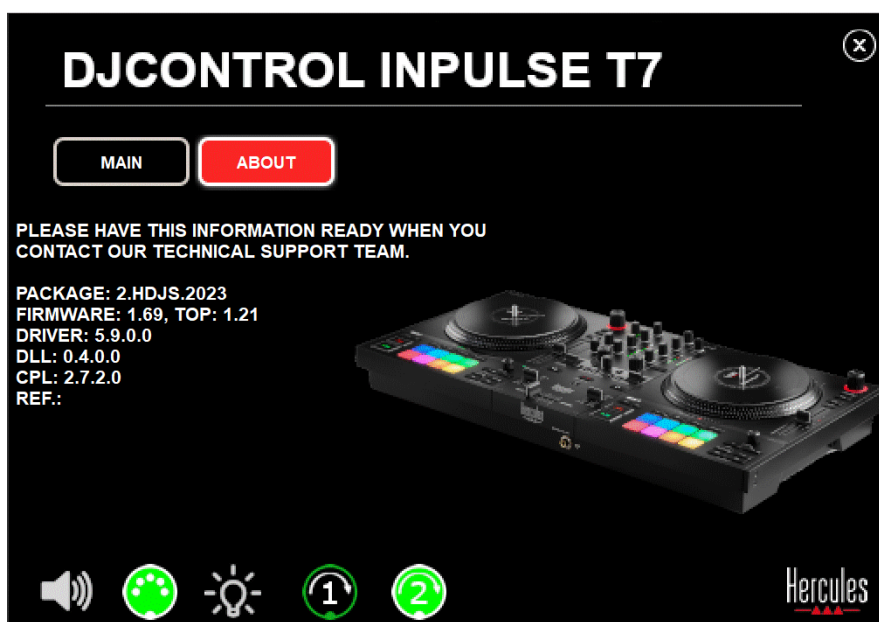 DJCONTROL INPULSE T7
MAIN
ABOUT
PLEASE HAVE THIS INFORMATION READY WHEN YOU
CONTACT OUR TECHNICAL SUPPORT TEAM.
PACKAGE: 2.HDJS.2023
FIRMWARE: 1.69, TOP: 1.21
DRIVER: 5.9.0.0
DLL: 0.4.0.0
CPL: 2.7.2.0
REF.:
1
2
Hercules